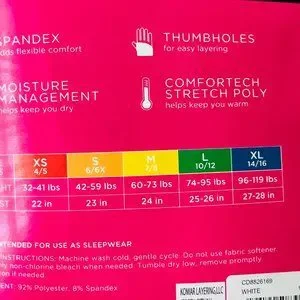 SPANDEX
adds flexible comfort
THUMBHOLES
for easy layering
MOISTURE
MANAGEMENT
helps keep you dry
COMFORTECH
STRETCH POLY
helps keep you warm
XS S M L XL
4/5 6/6X 7/8 10/12 14/16
32-41 lbs 42-59 lbs 60-73 lbs 74-95 lbs 96-119 lbs
22 in 23 in 24 in 25-26 in 27-28 in
INTENDED FOR USE AS SLEEPWEAR
INSTRUCTIONS: Machine wash cold, gentle cycle. Do not use fabric softener.
non-chlorine bleach when needed. Tumble dry low, remove promptly.
on if needed.
92% Polyester, 8% Spandex
KOMAR LAYERING,LLC
CD8826169
WHITE